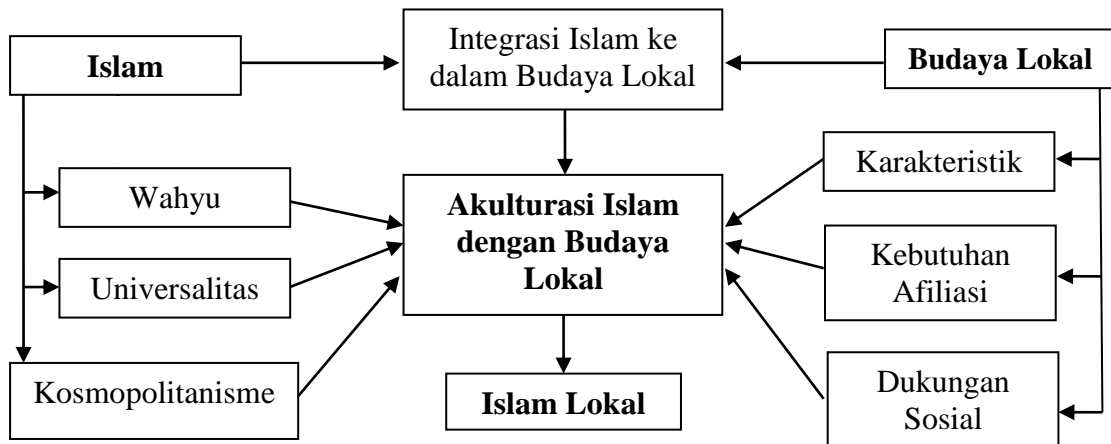 Islam
Integrasi Islam ke
dalam Budaya Lokal
Budaya Lokal
Wahyu
Universalitas
Kosmopolitanisme
Akulturasi Islam
dengan Budaya
Lokal
Karakteristik
Kebutuhan
Afiliasi
Dukungan
Sosial
Islam Lokal